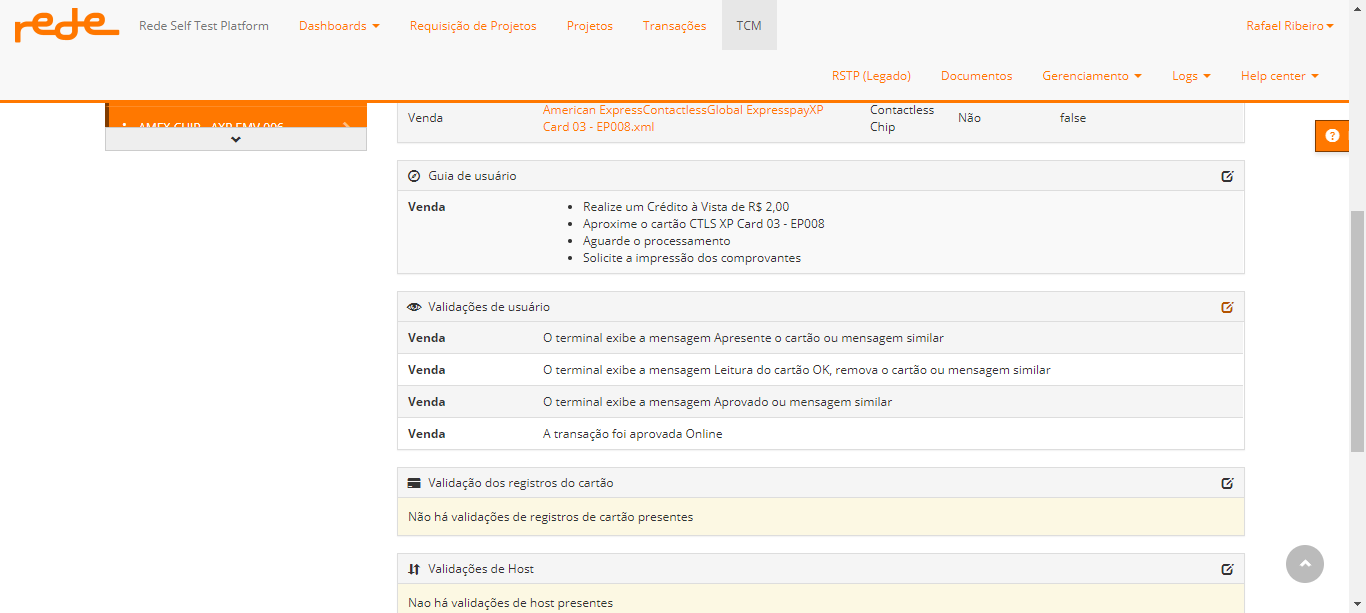 rede Rede Self Test Platform Dashboards Requisição de Projetos Projetos Transações TCM Rafael Ribeiro
RSTP (Legado) Documentos Gerenciamento Logs Help center
AMEX CHIP - AXP EMV 006
American ExpressContactlessGlobal ExpresspayXP
Card 03 - EP008.xml
Venda
Contactless
Chip
Não
false
Guia de usuário
Venda
Realize um Crédito à Vista de R$ 2,00
Aproxime o cartão CTLS XP Card 03 - EP008
Aguarde o processamento
Solicite a impressão dos comprovantes
Validações de usuário
Venda O terminal exibe a mensagem Apresente o cartão ou mensagem similar
Venda O terminal exibe a mensagem Leitura do cartão OK, remova o cartão ou mensagem similar
Venda O terminal exibe a mensagem Aprovado ou mensagem similar
Venda A transação foi aprovada Online
Validação dos registros do cartão
Não há validações de registros de cartão presentes
Validações de Host
Nao há validações de host presentes